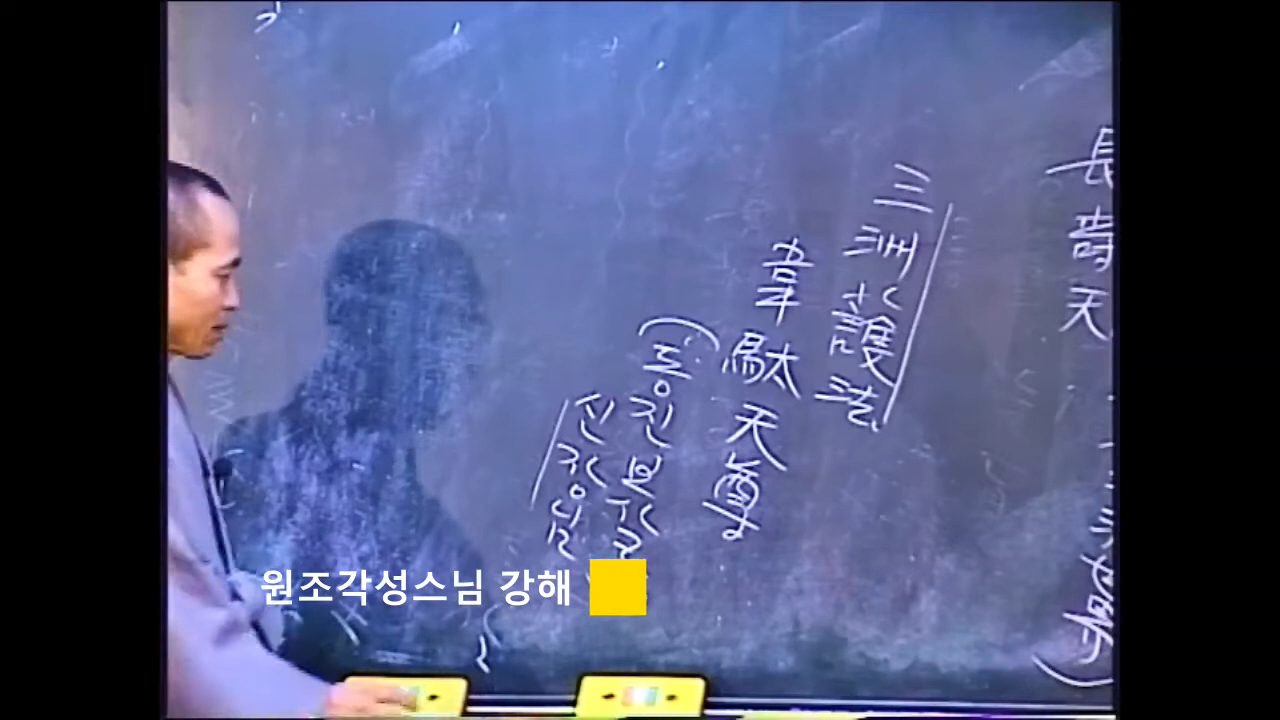 長壽天
三洲護法
韋馱天尊
(동진보살
신장님
원조각성스님 강해